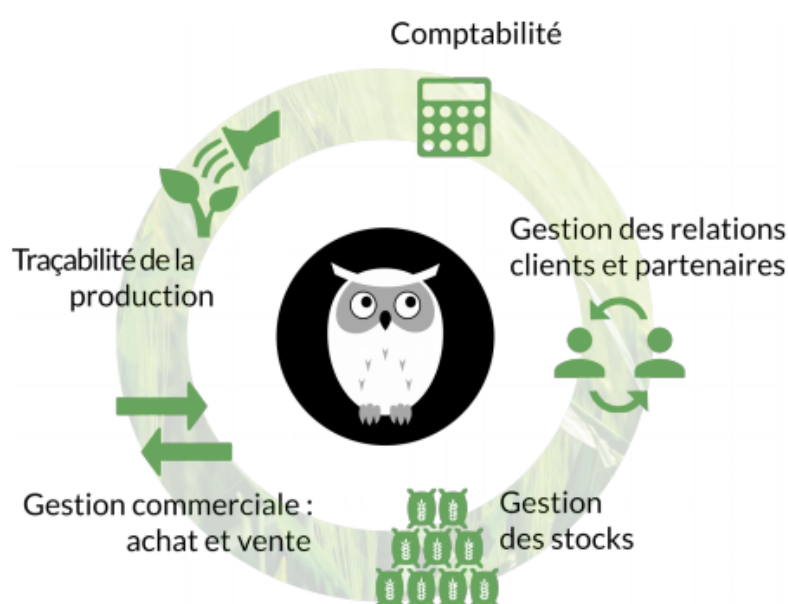 Comptabilité
Gestion des relations
clients et partenaires
Traçabilité de la
production
Gestion commerciale :
achat et vente
Gestion
des stocks